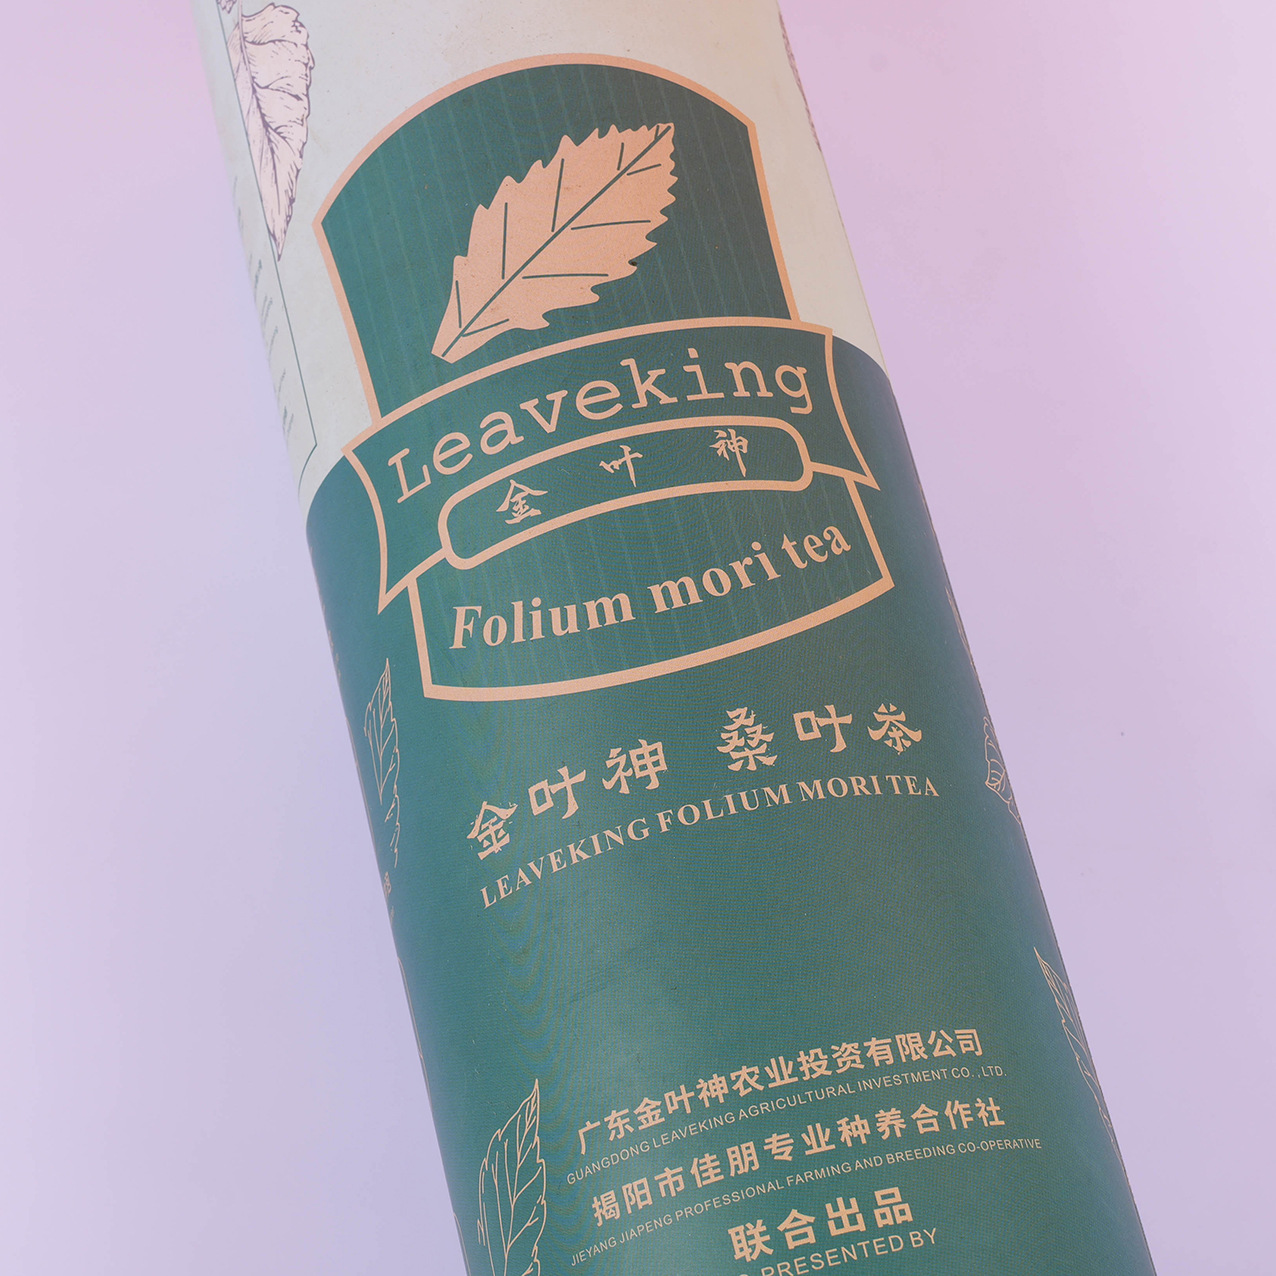 Leaveking
金叶神
Folium mori tea
金叶神 桑叶茶
LEAVEKING FOLIUM MORI TEA
广东金叶神农业投资有限公司
GUANGDONG LEAVEKING AGRICULTURAL INVESTMENT CO., LTD.
揭阳市佳朋专业种养合作社
JIEYANG JIAPENG PROFESSIONAL FARMING AND BREEDING CO-OPERATIVE
联合出品
PRESENTED BY